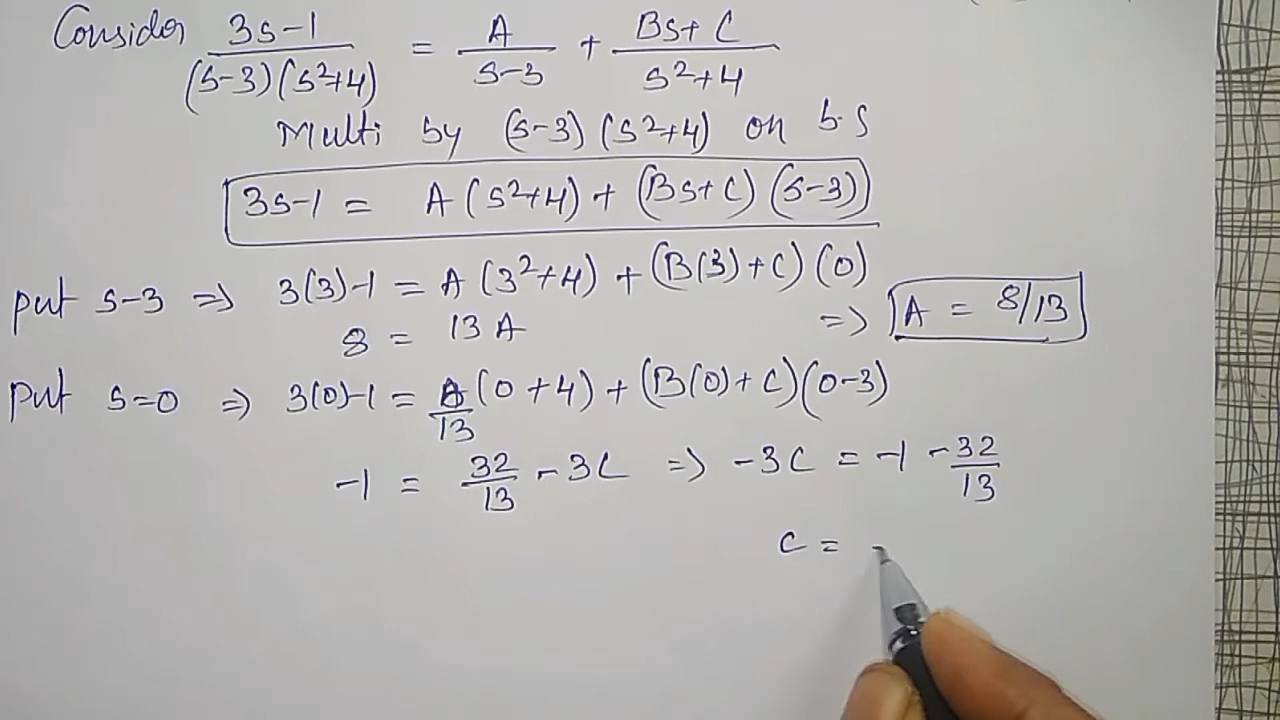 Consider (3s-1)/((s-3)(s²+4)) = A/(s-3) + (Bs+C)/(s²+4)
Multi by (s-3)(s²+4) on b.s
3s-1 = A(s²+4) + (Bs+C)(s-3)
put s-3 => 3(3)-1 = A(3²+4) + (B(3)+C)(0)
8 = 13A => A = 8/13
put s=0 => 3(0)-1 = 8/13(0+4) + (B(0)+C)(0-3)
-1 = 32/13 - 3C => -3C = -1 - 32/13
C = -